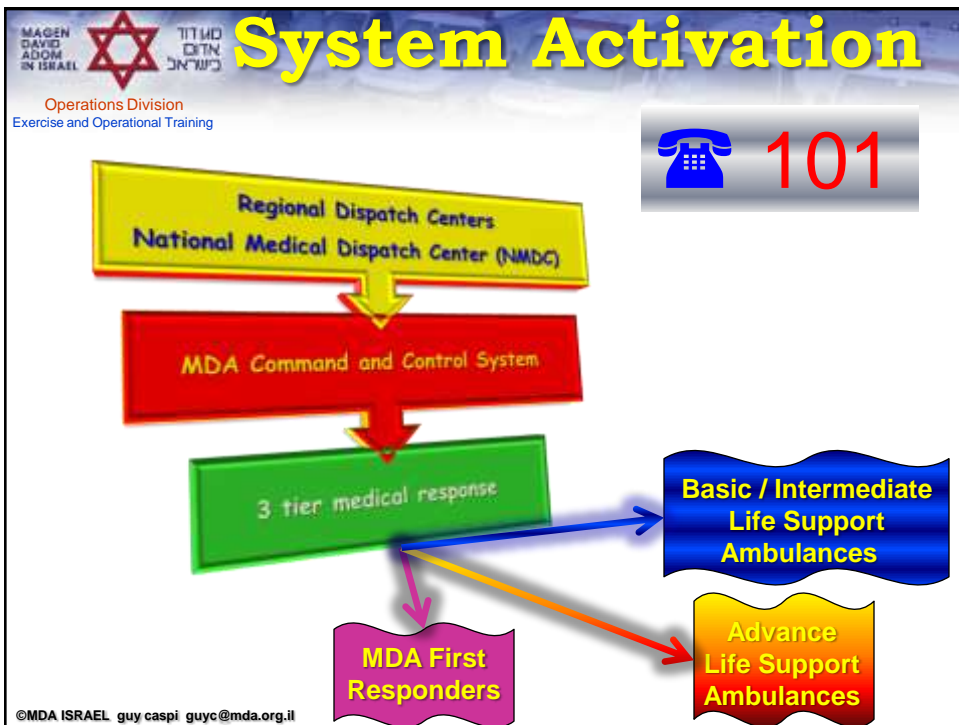 MAGEN
DAVID
ADOM
IN ISRAEL
מגן דוד
אדום
בישראל
System Activation
Operations Division
Exercise and Operational Training
☎ 101
Regional Dispatch Centers
National Medical Dispatch Center (NMDC)
MDA Command and Control System
3 tier medical response
Basic / Intermediate
Life Support
Ambulances
MDA First
Responders
Advance
Life Support
Ambulances
©MDA ISRAEL guy caspi guyc@mda.org.il